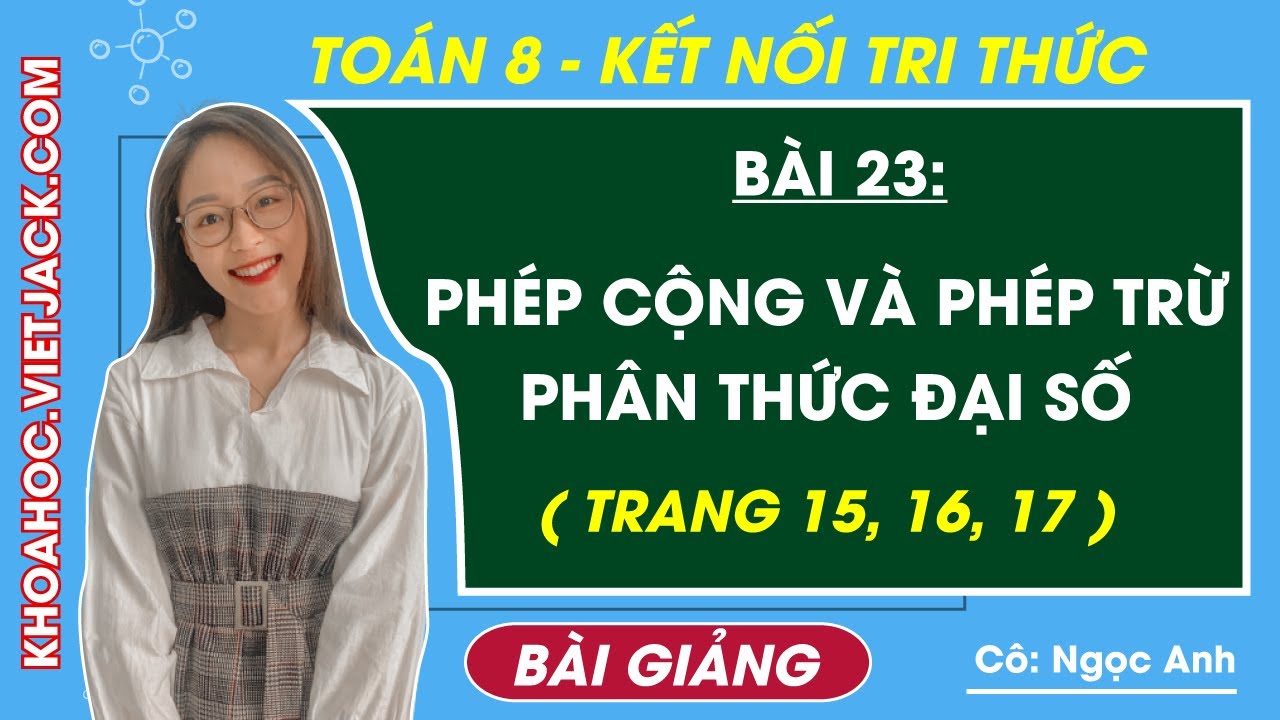 TOÁN 8 - KẾT NỐI TRI THỨC
KHOAHOC.VIETJACK.COM
BÀI 23:
PHÉP CỘNG VÀ PHÉP TRỪ
PHÂN THỨC ĐẠI SỐ
( TRANG 15, 16, 17 )
BÀI GIẢNG
Cô: Ngọc Anh